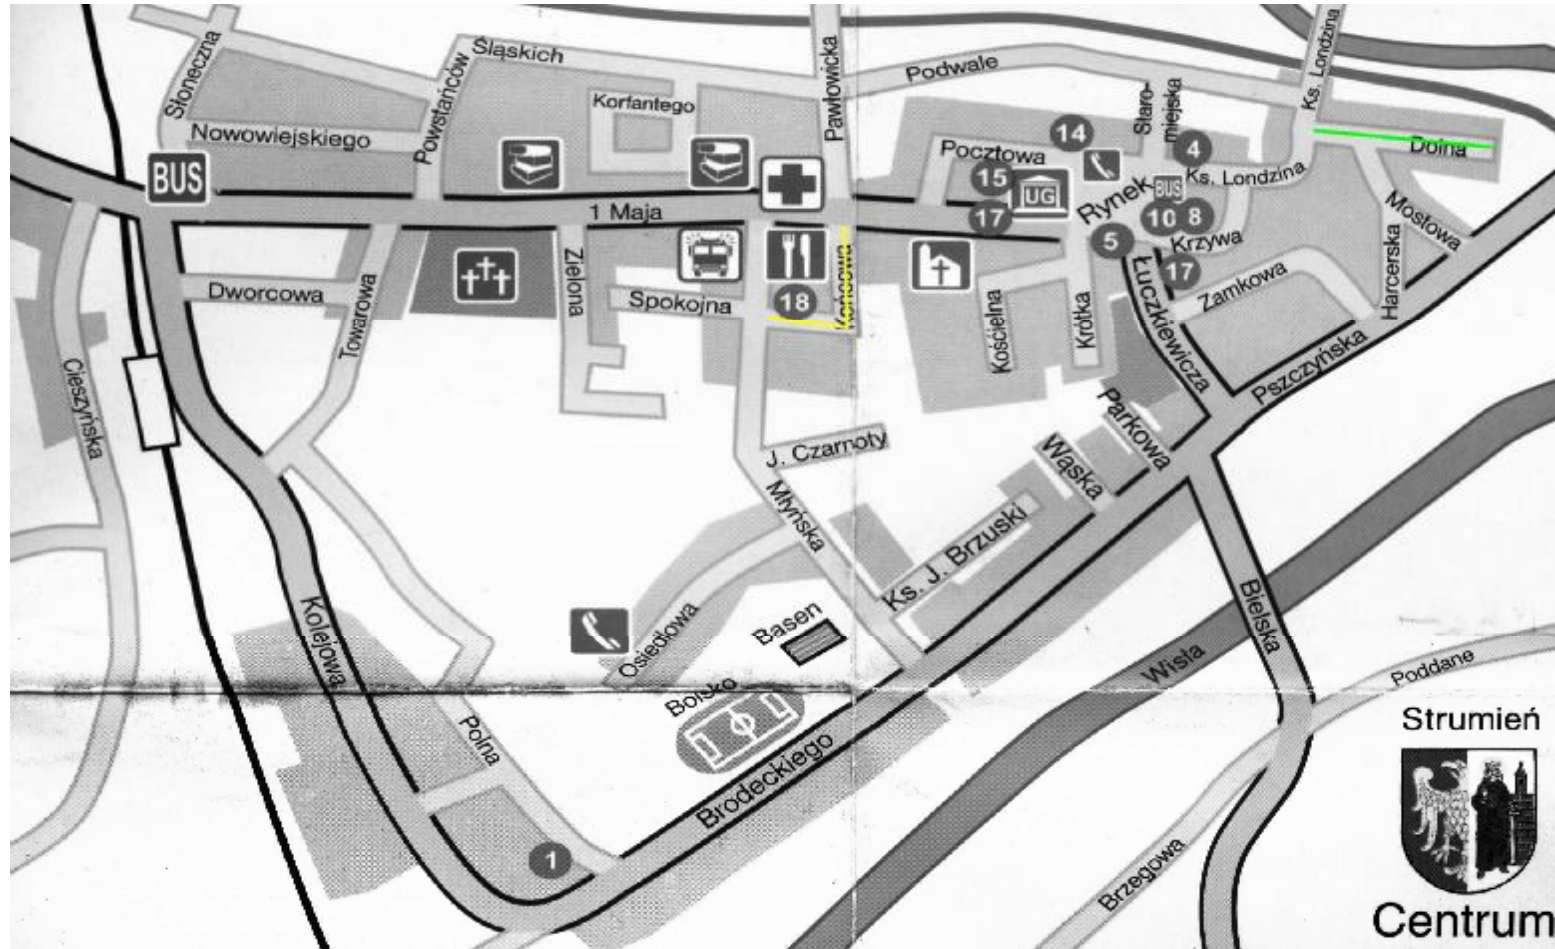 Słoneczna
Śląskich
Powstańców
Pawłowicka
Podwale
Ks. Londzina
Korfantego
Nowowiejskiego
Staro-
miejska
14
4
Pocztowa
Dolna
BUS
15
UG
Ks. Londzina
Rynek
BUS
1 Maja
17
10
8
Mostowa
5
Krzywa
17
Końcowa
Zielona
Łuczkiewicza
Zamkowa
Harcerska
Dworcowa
Towarowa
Spokojna
18
Kościelna
Krótka
Cieszyńska
Pszczyńska
Parkowa
J. Czarnoty
Wąska
Młyńska
Ks. J. Brzuski
Kolejowa
Osiedlowa
Basen
Bielska
Wisła
Poddane
Boisko
Polna
Brodeckiego
Strumień
1
Brzegowa
Centrum